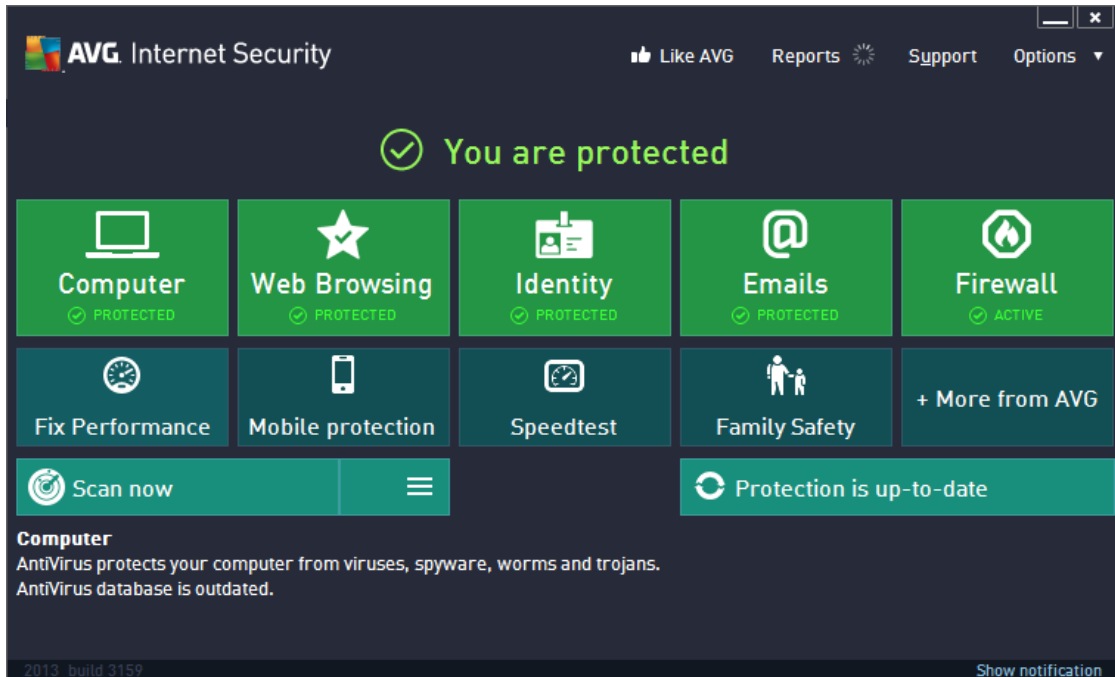 AVG. Internet Security
Like AVG
Reports
Support
Options
You are protected
Computer
PROTECTED
Web Browsing
PROTECTED
Identity
PROTECTED
Emails
PROTECTED
Firewall
ACTIVE
Fix Performance
Mobile protection
Speedtest
Family Safety
+ More from AVG
Scan now
Protection is up-to-date
Computer
AntiVirus protects your computer from viruses, spyware, worms and trojans.
AntiVirus database is outdated.
2013 build 3159
Show notification